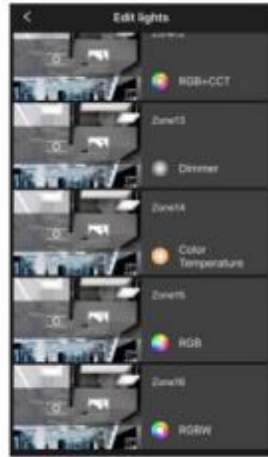 Edit lights
RGB+CCT
Zone13
Dimmer
Zone14
Color
Temperature
Zone15
RGB
Zone16
RGBW